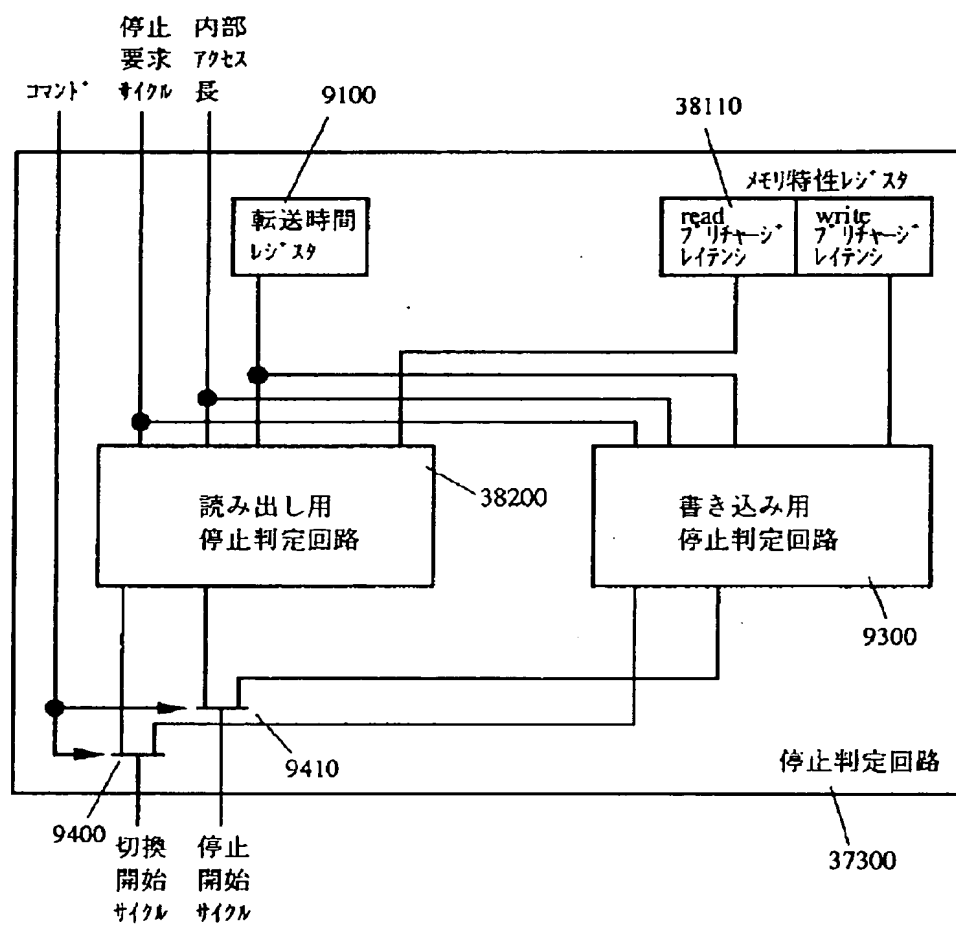 停止
要求
サイクル
内部
アクセス
長
コマンド
9100
38110
メモリ特性レジスタ
転送時間
レジスタ
read
プリチャージ
レイテンシ
write
プリチャージ
レイテンシ
読み出し用
停止判定回路
38200
書き込み用
停止判定回路
9300
9410
9400
停止判定回路
37300
切換
開始
サイクル
停止
開始
サイクル